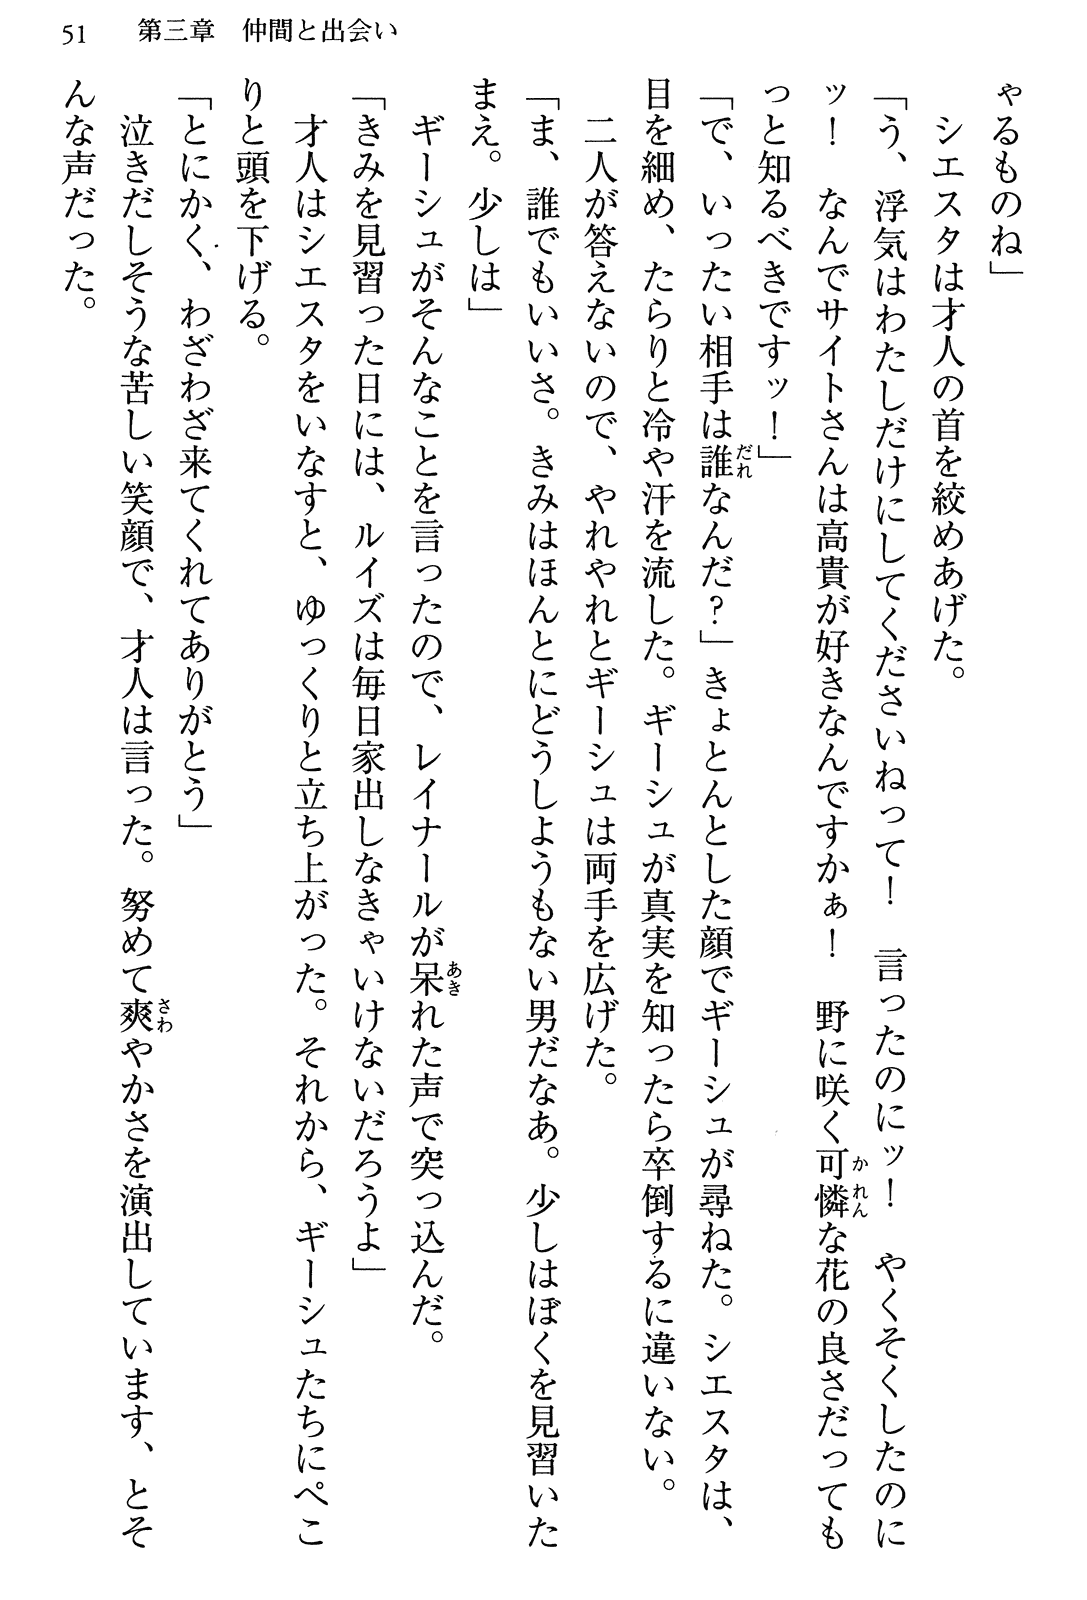 51　第三章　仲間と出会い
ゃるものね」
　シエスタは才人の首を絞めあげた。
「う、浮気はわたしだけにしてくださいねって！　言ったのにッ！　やくそくしたのに
ッ！　なんでサイトさんは高貴が好きなんですかぁ！　野に咲く可憐な花の良さだっても
っと知るべきですッ！」
「で、いったい相手は誰なんだ？」きょとんとした顔でギーシュが尋ねた。シエスタは、
目を細め、たらりと冷や汗を流した。ギーシュが真実を知ったら卒倒するに違いない。
　二人が答えないので、やれやれとギーシュは両手を広げた。
「ま、誰でもいいさ。きみはほんとにどうしようもない男だなあ。少しはぼくを見習いた
まえ。少しは」
　ギーシュがそんなことを言ったので、レイナールが呆れた声で突っ込んだ。
「きみを見習った日には、ルイズは毎日家出しなきゃいけないだろうよ」
　才人はシエスタをいなすと、ゆっくりと立ち上がった。それから、ギーシュたちにぺこ
りと頭を下げる。
「とにかく、わざわざ来てくれてありがとう」
　泣きだしそうな苦しい笑顔で、才人は言った。努めて爽やかさを演出しています、とそ
んな声だった。